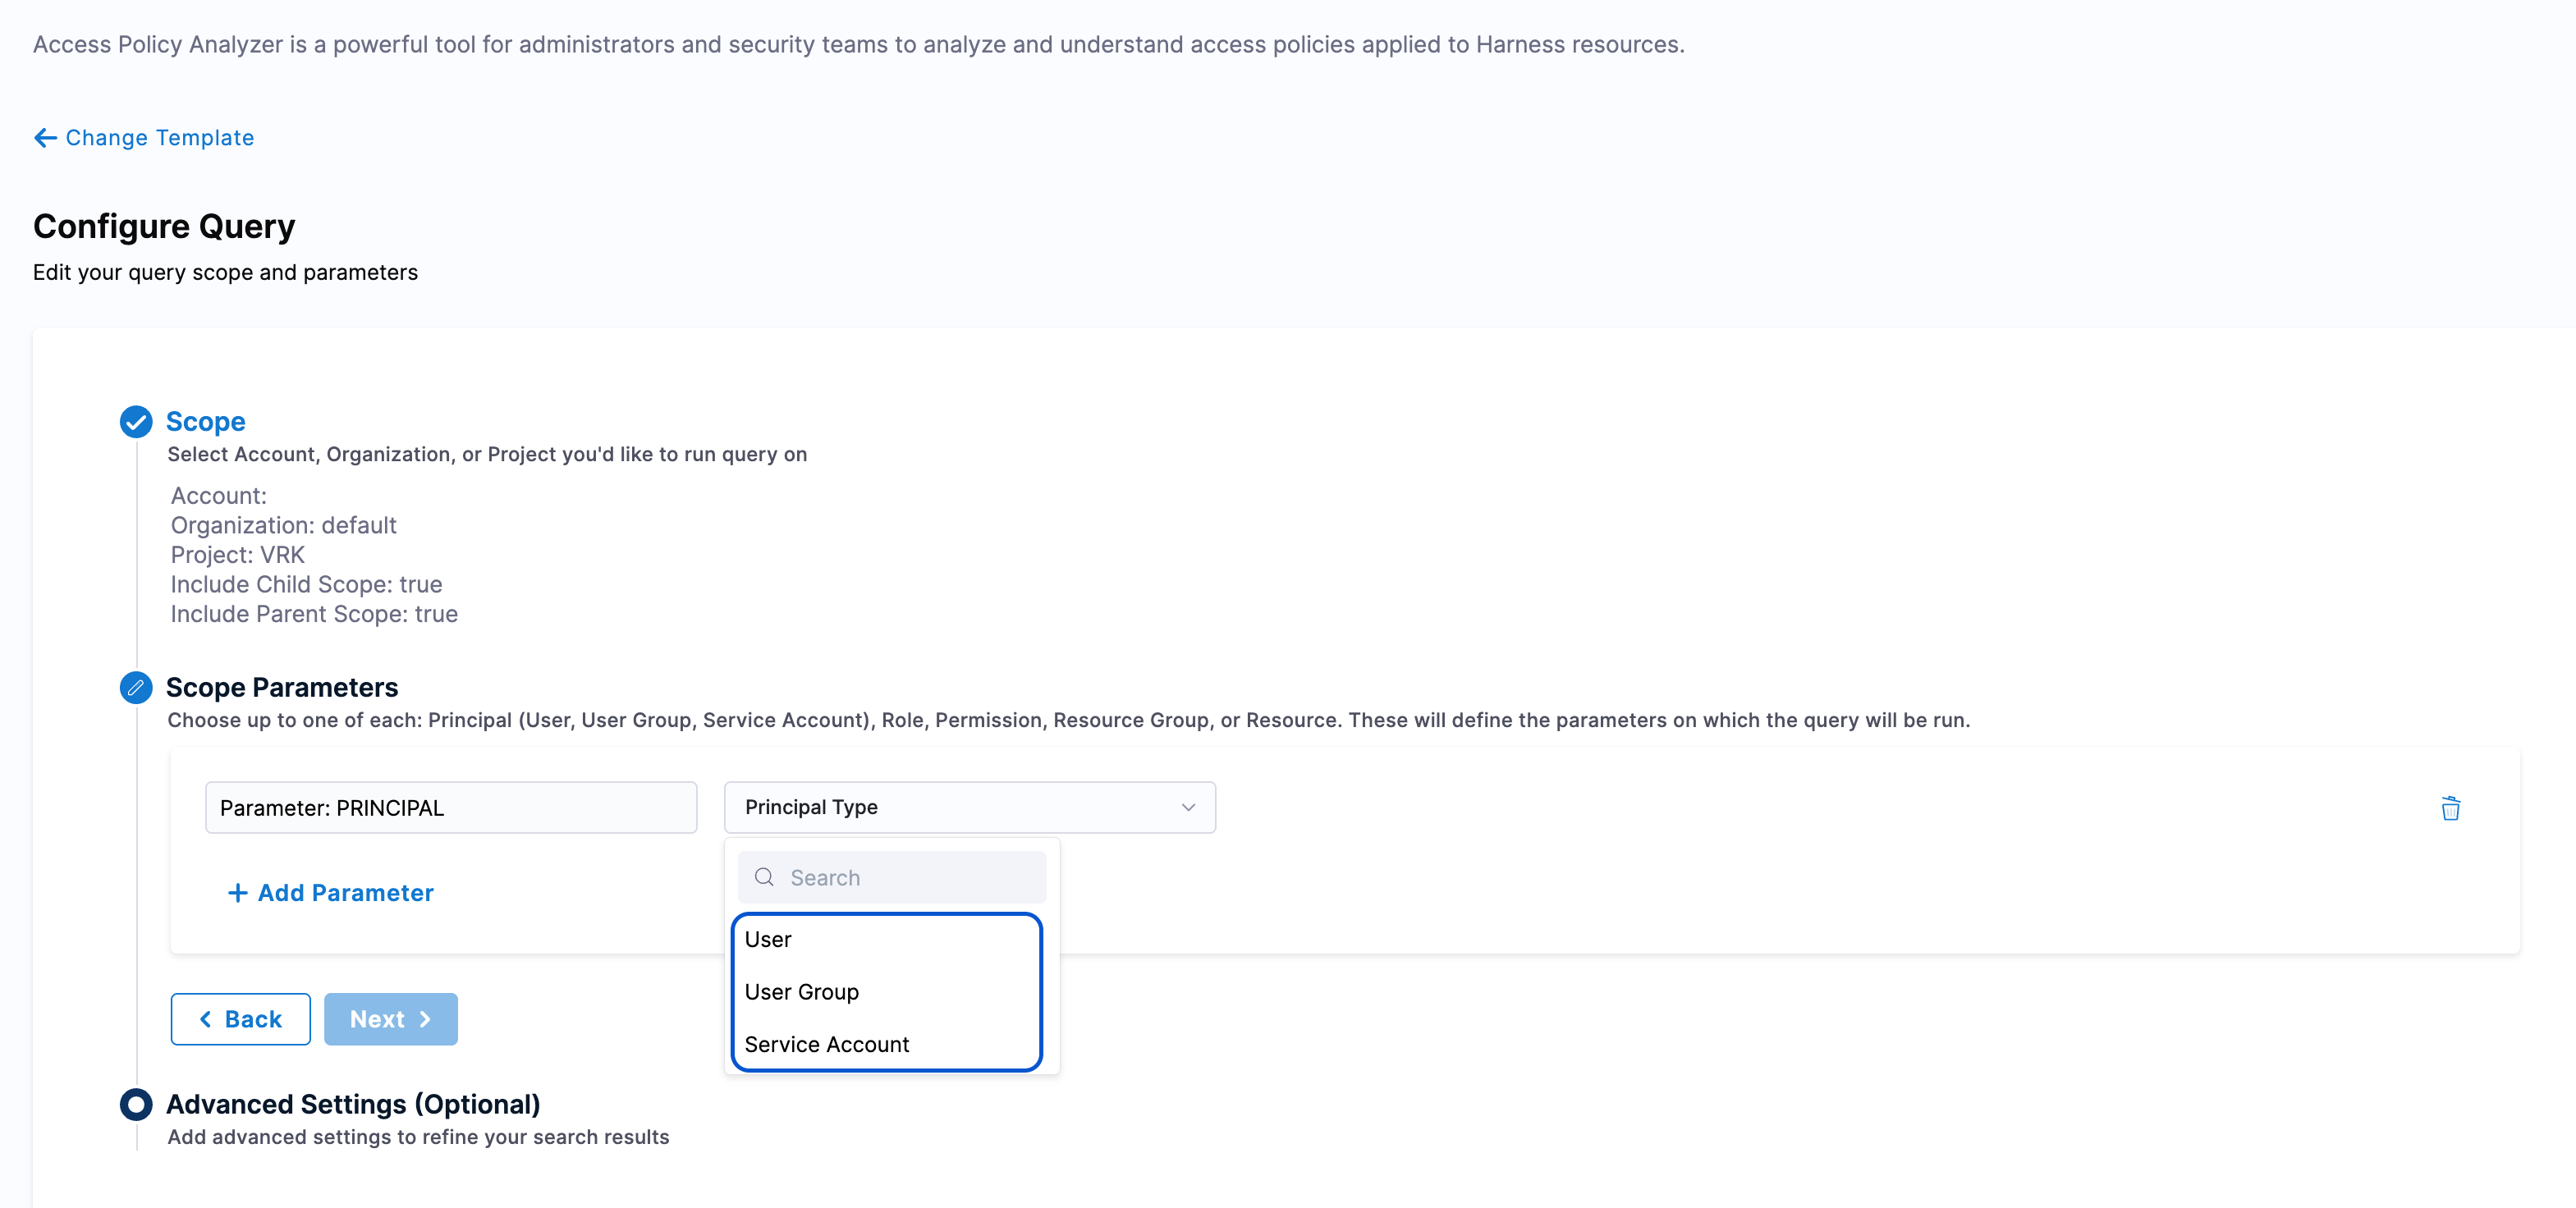 Access Policy Analyzer is a powerful tool for administrators and security teams to analyze and understand access policies applied to Harness resources.
Change Template
Configure Query
Edit your query scope and parameters
Scope
Select Account, Organization, or Project you'd like to run query on
Account:
Organization: default
Project: VRK
Include Child Scope: true
Include Parent Scope: true
Scope Parameters
Choose up to one of each: Principal (User, User Group, Service Account), Role, Permission, Resource Group, or Resource. These will define the parameters on which the query will be run.
Parameter: PRINCIPAL
Principal Type
Search
Add Parameter
User
User Group
Service Account
Back
Next
Advanced Settings (Optional)
Add advanced settings to refine your search results